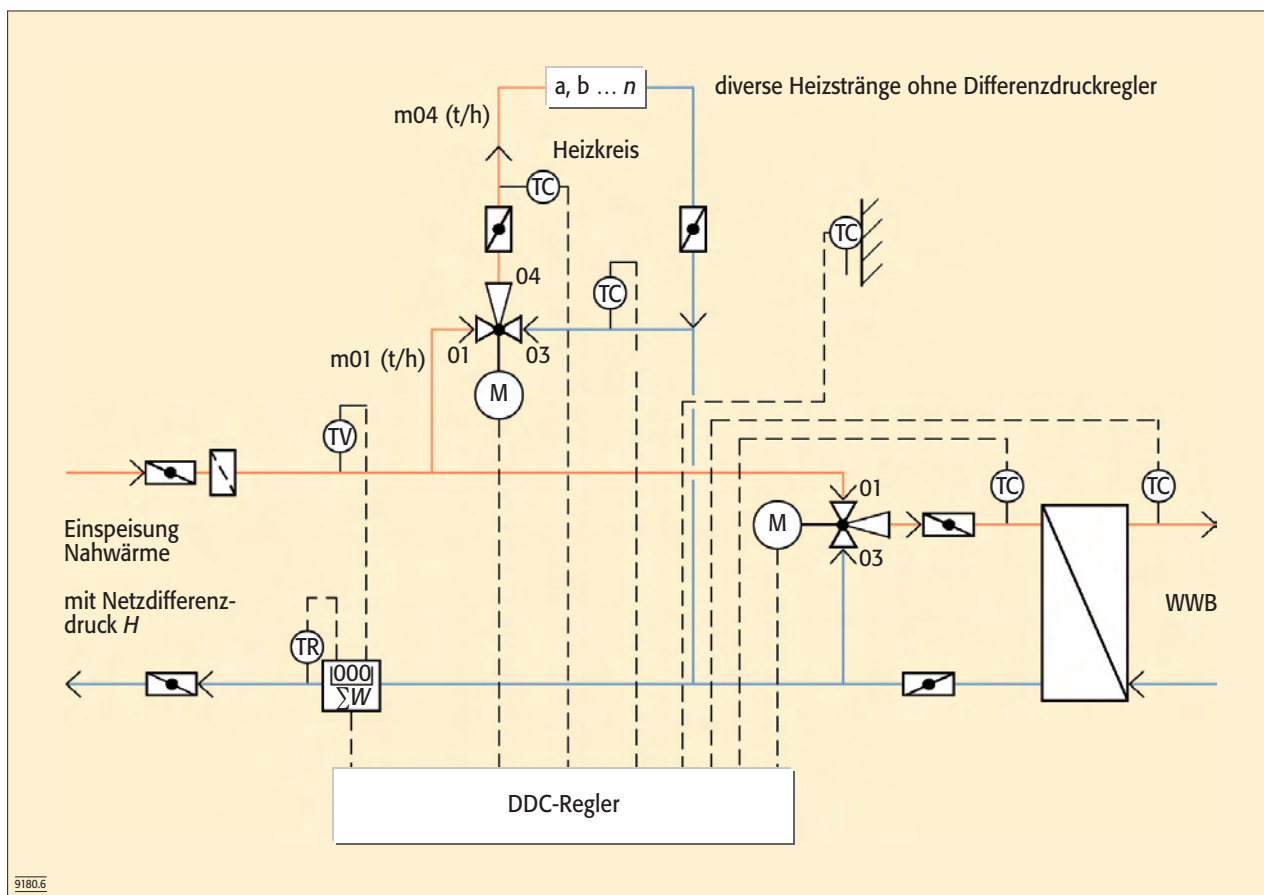 a, b … n
diverse Heizstränge ohne Differenzdruckregler
m04 (t/h)
Heizkreis
TC
TC
04
TC
01
03
m01 (t/h)
M
TV
TC
TC
01
M
03
Einspeisung
Nahwärme
mit Netzdifferenz-
druck H
WWB
TR
000
∑W
DDC-Regler
9180.6